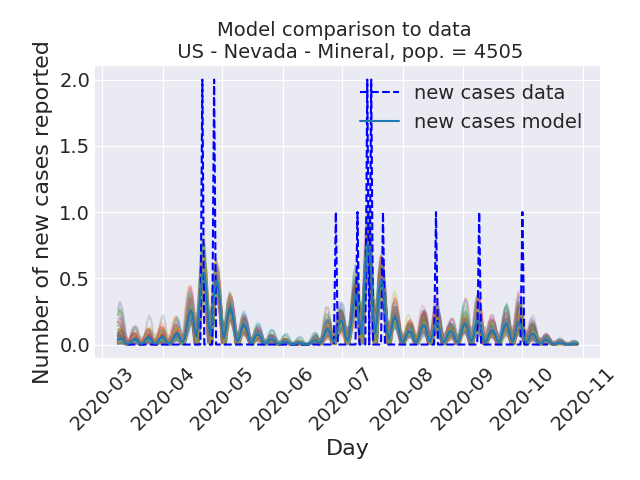 Model comparison to data
US - Nevada - Mineral, pop. = 4505
Number of new cases reported
2.0
1.5
1.0
0.5
0.0
new cases data
new cases model
2020-03
2020-04
2020-05
2020-06
2020-07
2020-08
2020-09
2020-10
2020-11
Day